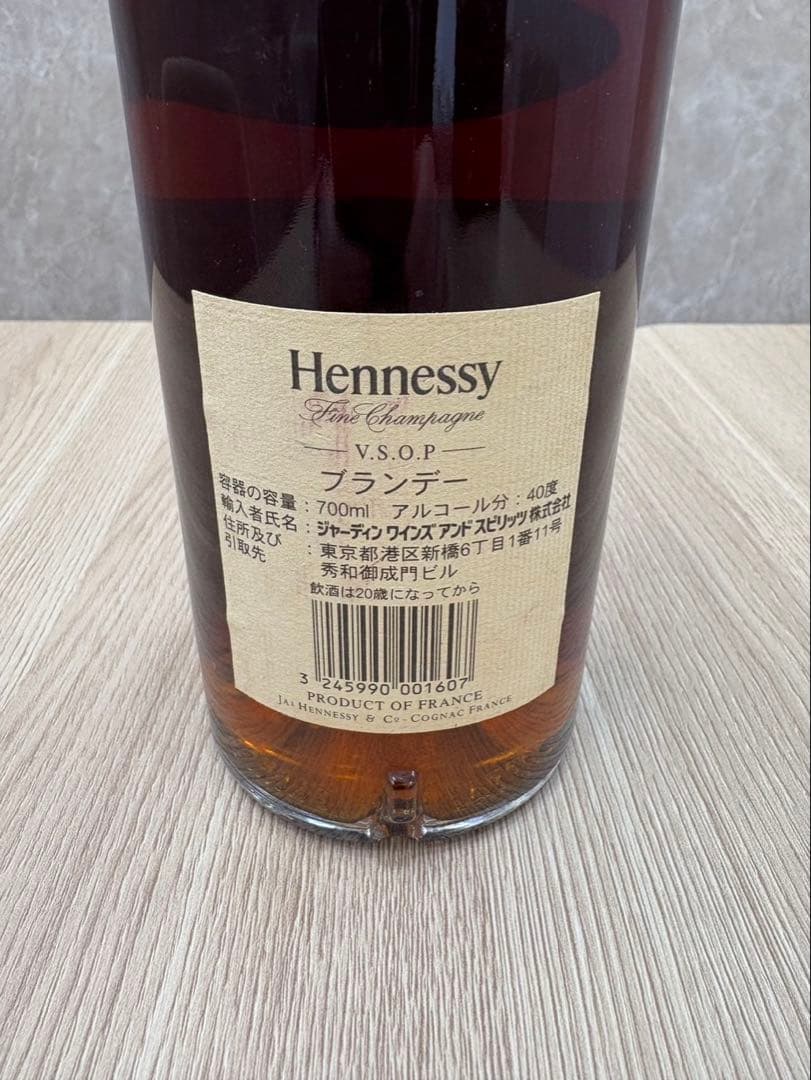 Hennessy
Fine Champagne
V.S.O.P
ブランデー
容器の容量：700ml アルコール分：40度
輸入者氏名：ジャーディン ワインズ アンド スピリッツ 株式会社
住所及び引取先：東京都港区新橋6丁目1番11号
秀和御成門ビル
飲酒は20歳になってから
3 245990 001607
PRODUCT OF FRANCE
JAs HENNESSY & Co - COGNAC FRANCE